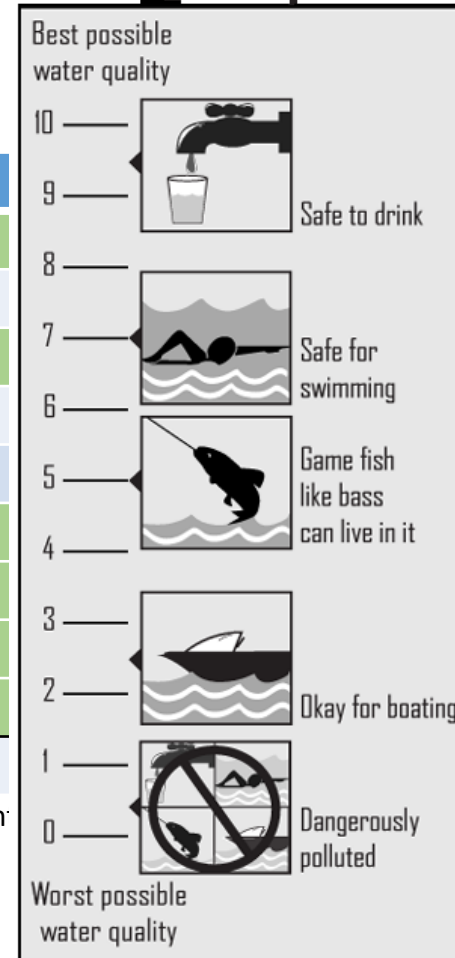 Best possible
water quality
10
9
Safe to drink
8
7
Safe for
swimming
6
5
Game fish
like bass
can live in it
4
3
2
Okay for boating
1
0
Dangerously
polluted
Worst possible
water quality